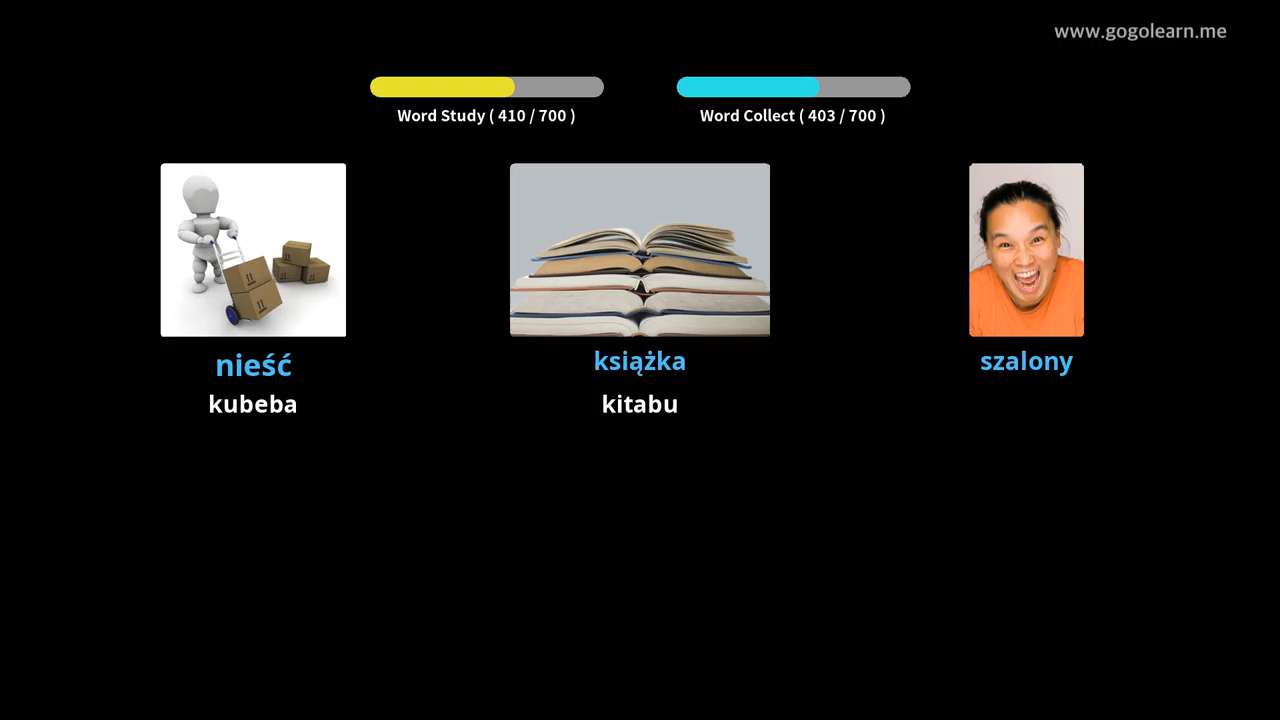 www.gogolearn.me
Word Study ( 410 / 700 )
Word Collect ( 403 / 700 )
nieść
książka
szalony
kubeba
kitabu